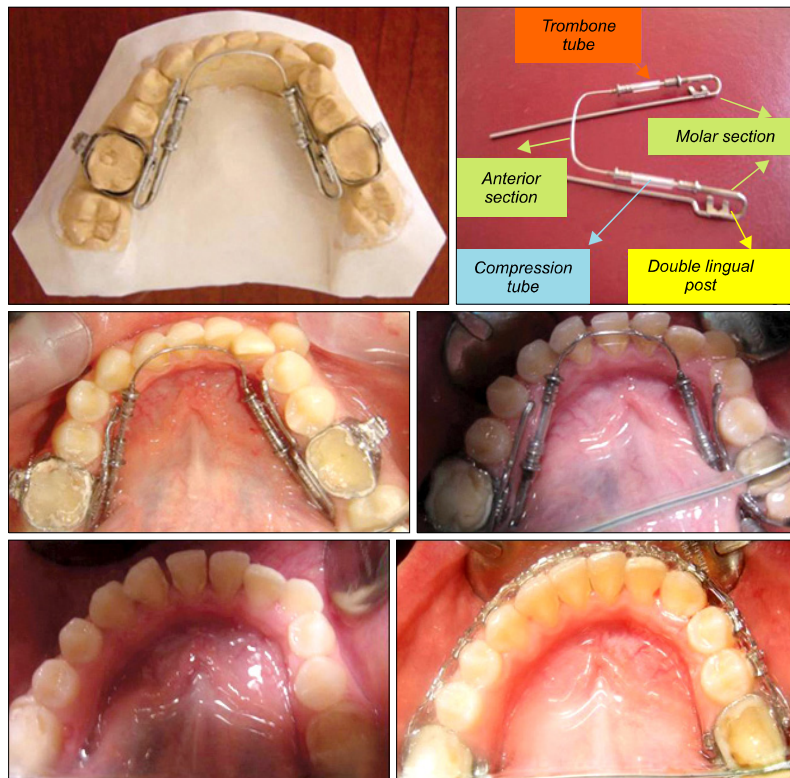 Trombone
tube
Molar section
Anterior
section
Compression
tube
Double lingual
post